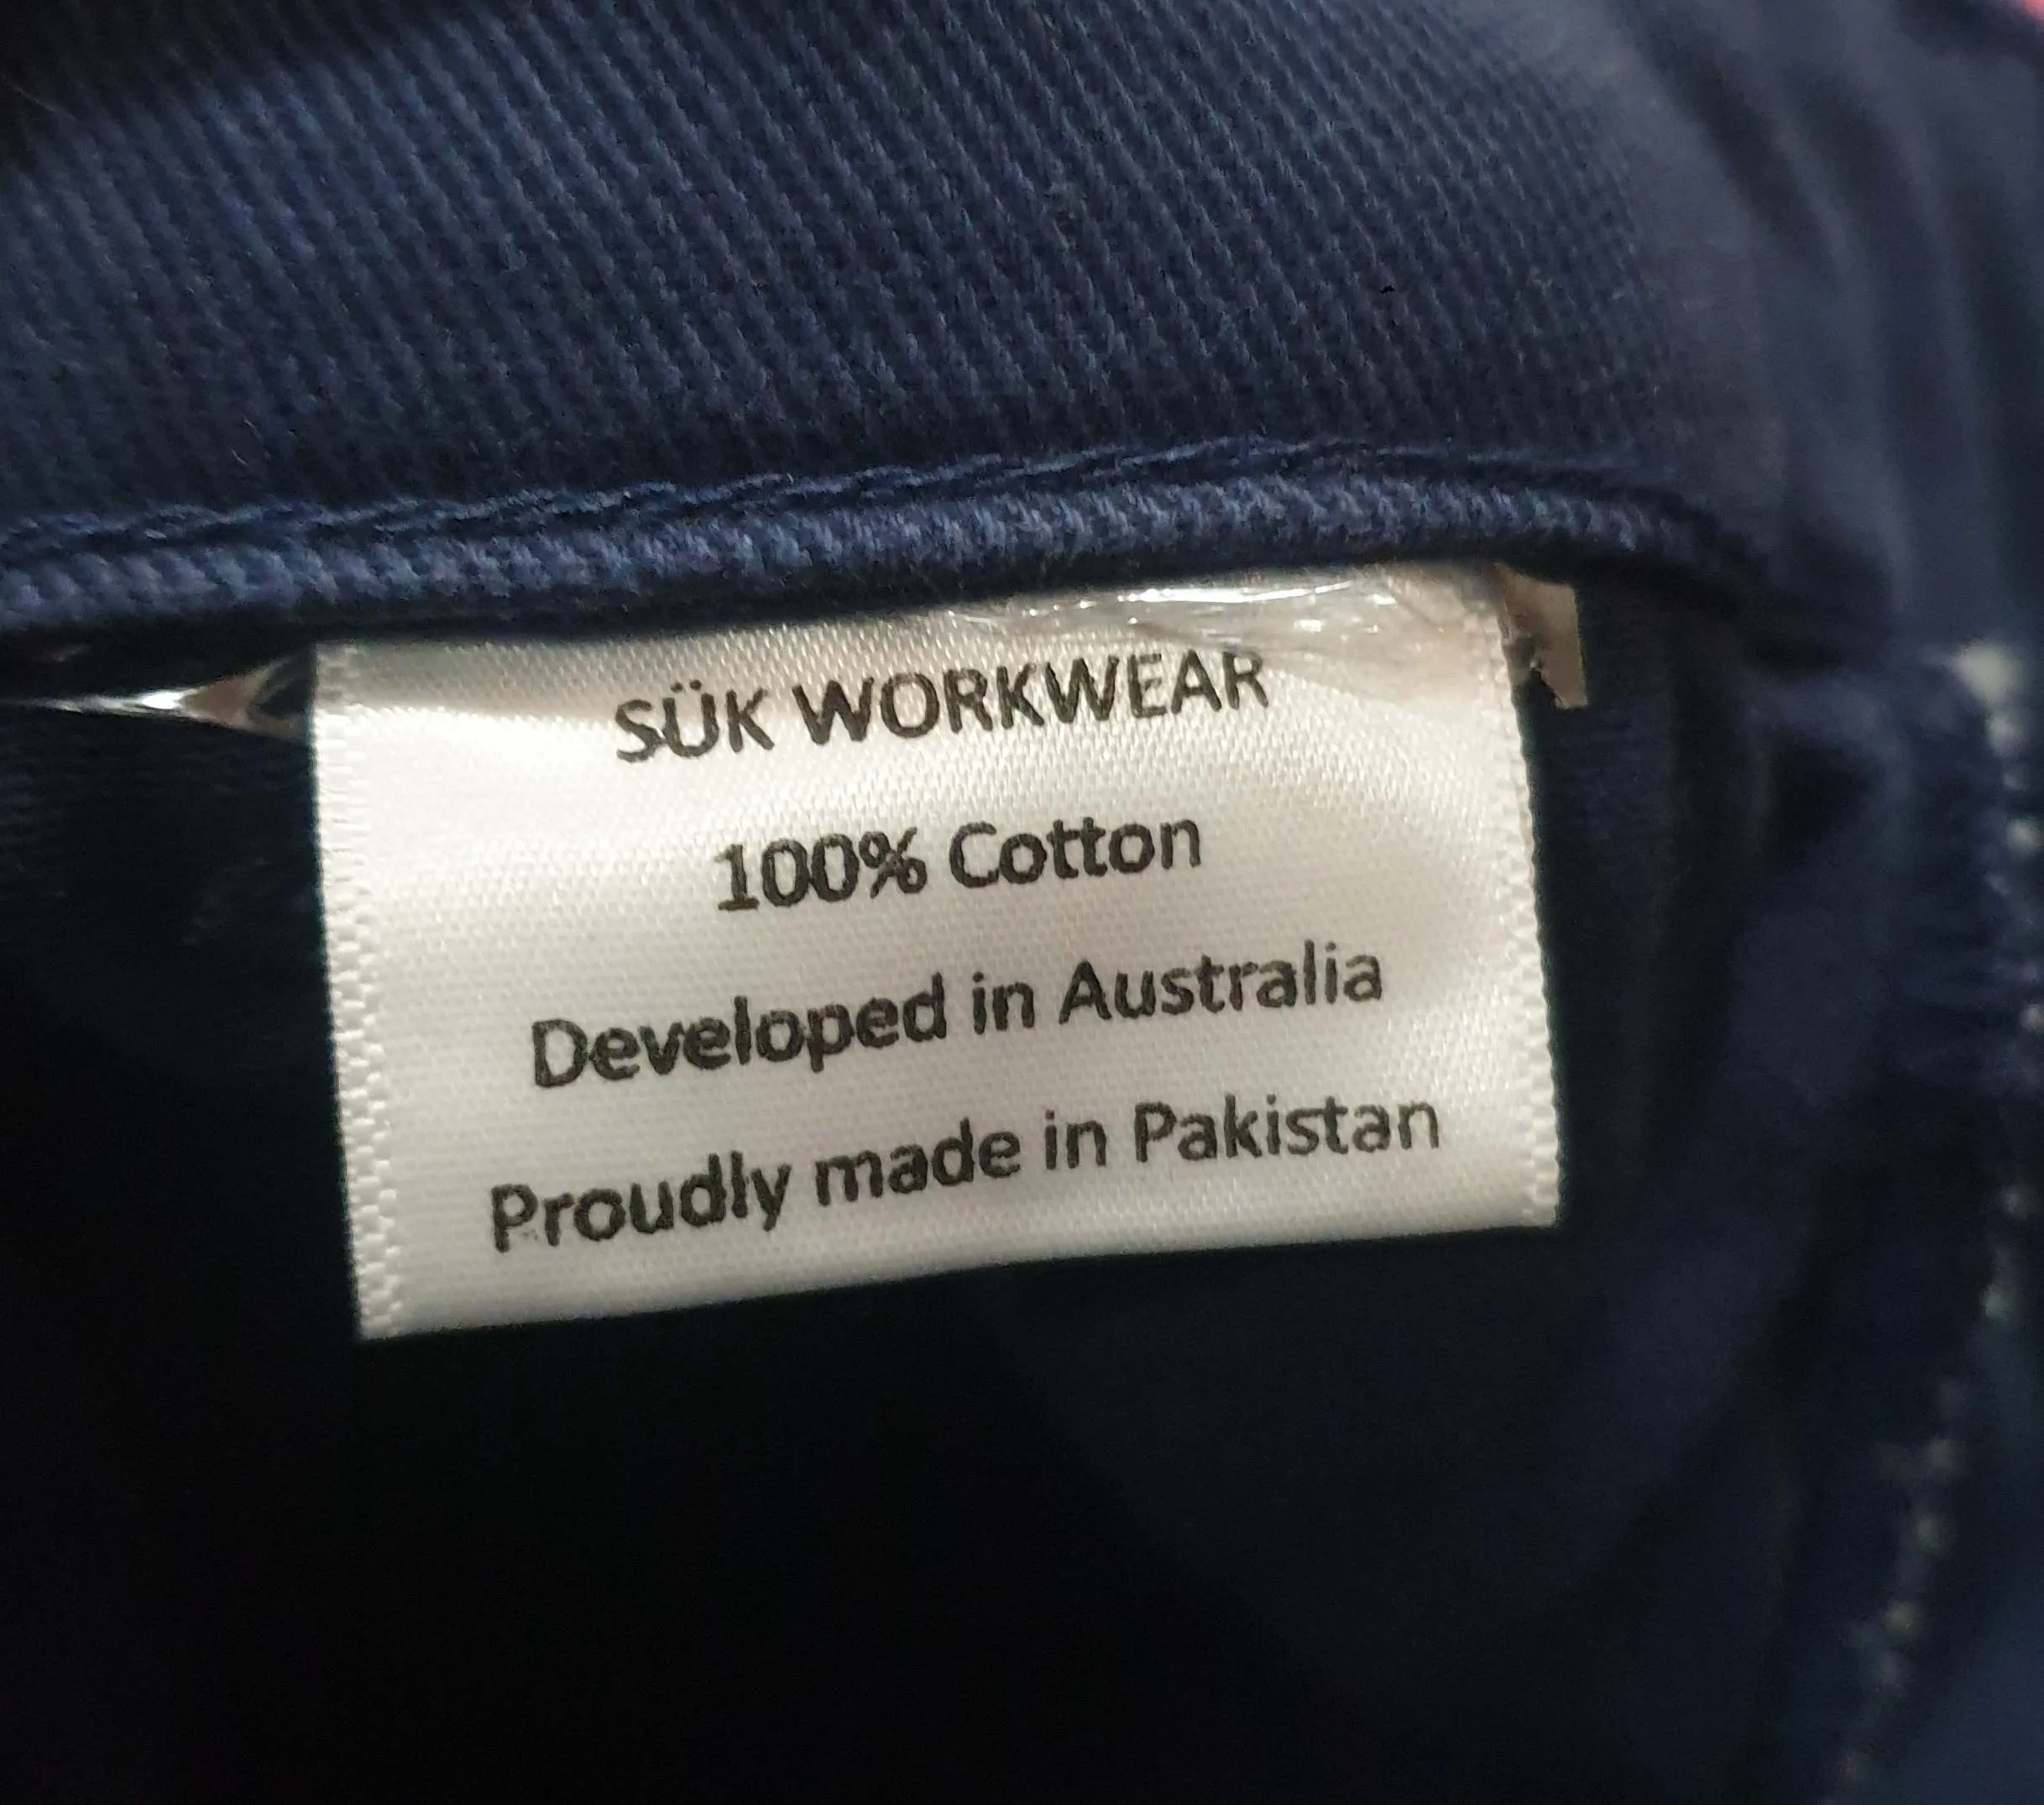 SÜK WORKWEAR
100% Cotton
Developed in Australia
Proudly made in Pakistan